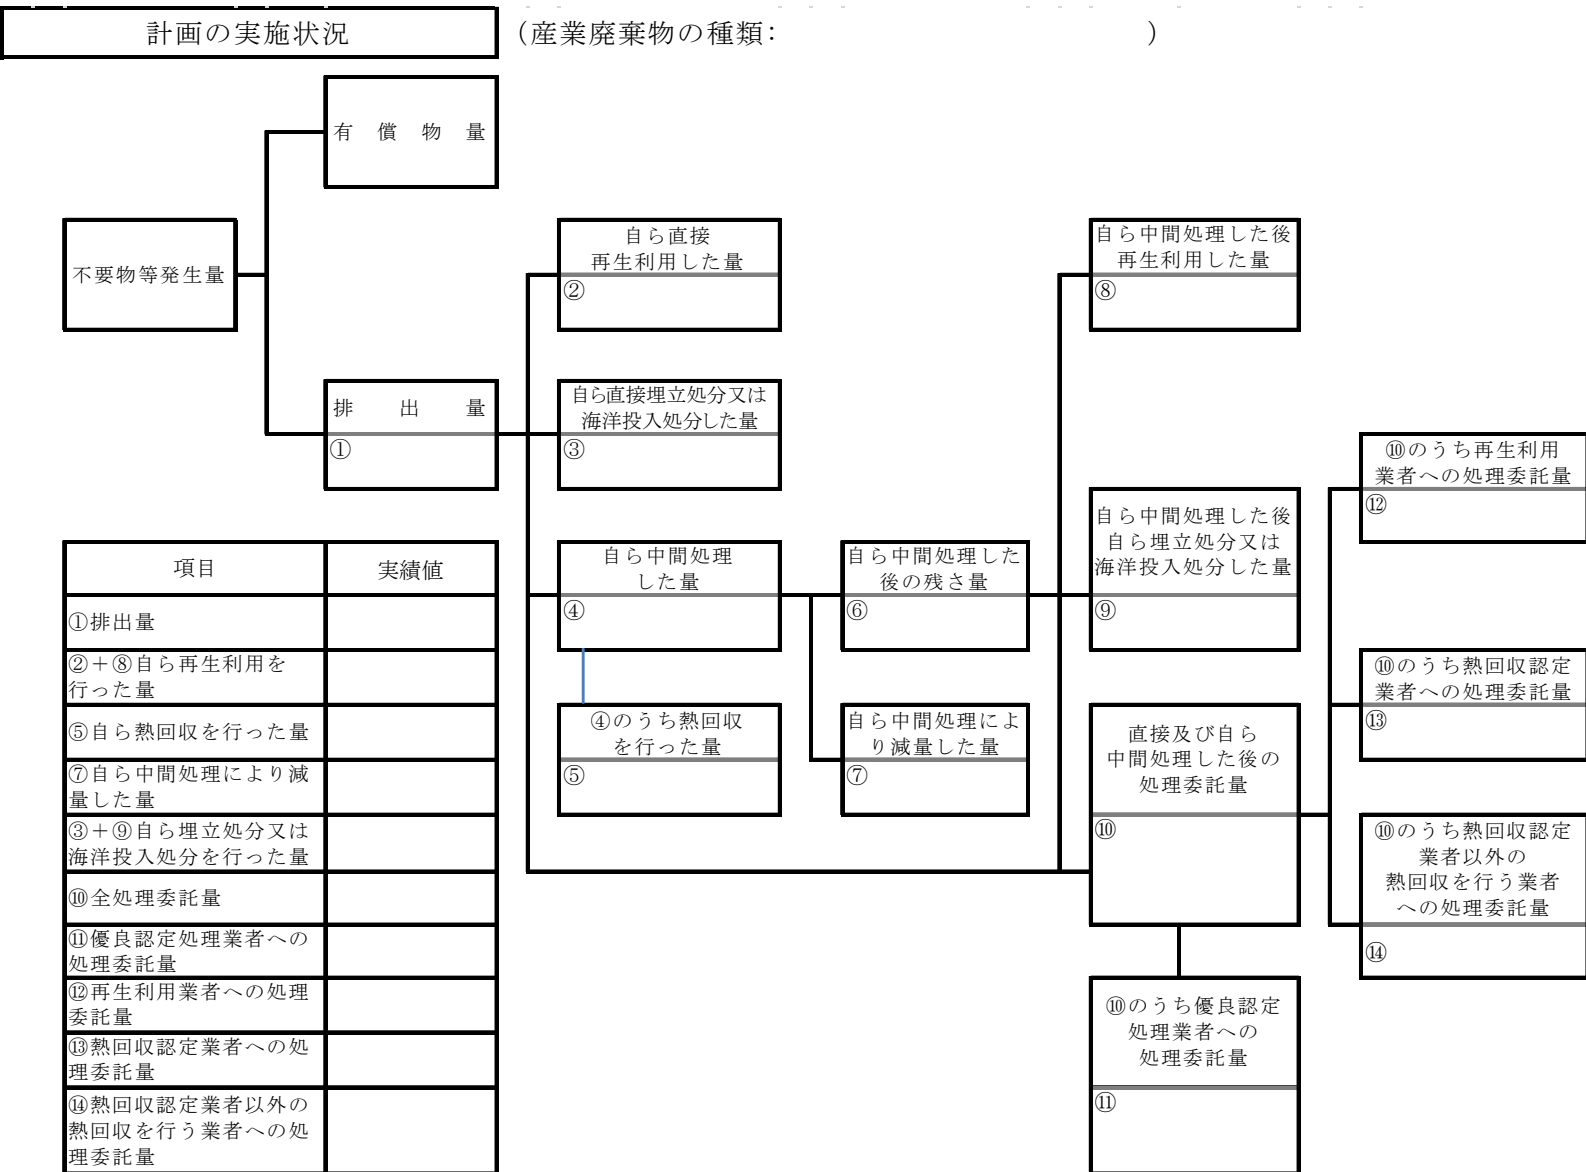 計画の実施状況
（産業廃棄物の種類：　　　　　　　　　　　　　　）
有　償　物　量
不要物等発生量
排　出　量
①
自ら直接
再生利用した量
②
自ら直接埋立処分又は
海洋投入処分した量
③
自ら中間処理
した量
④
④のうち熱回収
を行った量
⑤
自ら中間処理した
後の残さ量
⑥
自ら中間処理によ
り減量した量
⑦
自ら中間処理した後
再生利用した量
⑧
自ら中間処理した後
自ら埋立処分又は
海洋投入処分した量
⑨
直接及び自ら
中間処理した後の
処理委託量
⑩
⑩のうち優良認定
処理業者への
処理委託量
⑪
⑩のうち再生利用
業者への処理委託量
⑫
⑩のうち熱回収認定
業者への処理委託量
⑬
⑩のうち熱回収認定
業者以外の
熱回収を行う業者
への処理委託量
⑭
項目　実績値
①排出量
②＋⑧自ら再生利用を
行った量
⑤自ら熱回収を行った量
⑦自ら中間処理により減
量した量
③＋⑨自ら埋立処分又は
海洋投入処分を行った量
⑩全処理委託量
⑪優良認定処理業者への
処理委託量
⑫再生利用業者への処理
委託量
⑬熱回収認定業者への処
理委託量
⑭熱回収認定業者以外の
熱回収を行う業者への処
理委託量